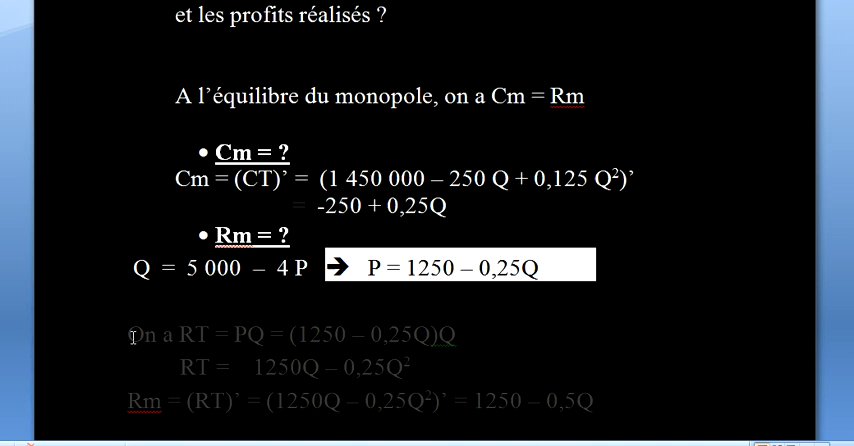 et les profits réalisés ?
A l’équilibre du monopole, on a Cm = Rm
• Cm = ?
Cm = (CT)’ = (1 450 000 – 250 Q + 0,125 Q²)’
= -250 + 0,25Q
• Rm = ?
Q = 5 000 – 4 P ➔ P = 1250 – 0,25Q
On a RT = PQ = (1250 – 0,25Q)Q
RT = 1250Q – 0,25Q²
Rm = (RT)’ = (1250Q – 0,25Q²)’ = 1250 – 0,5Q